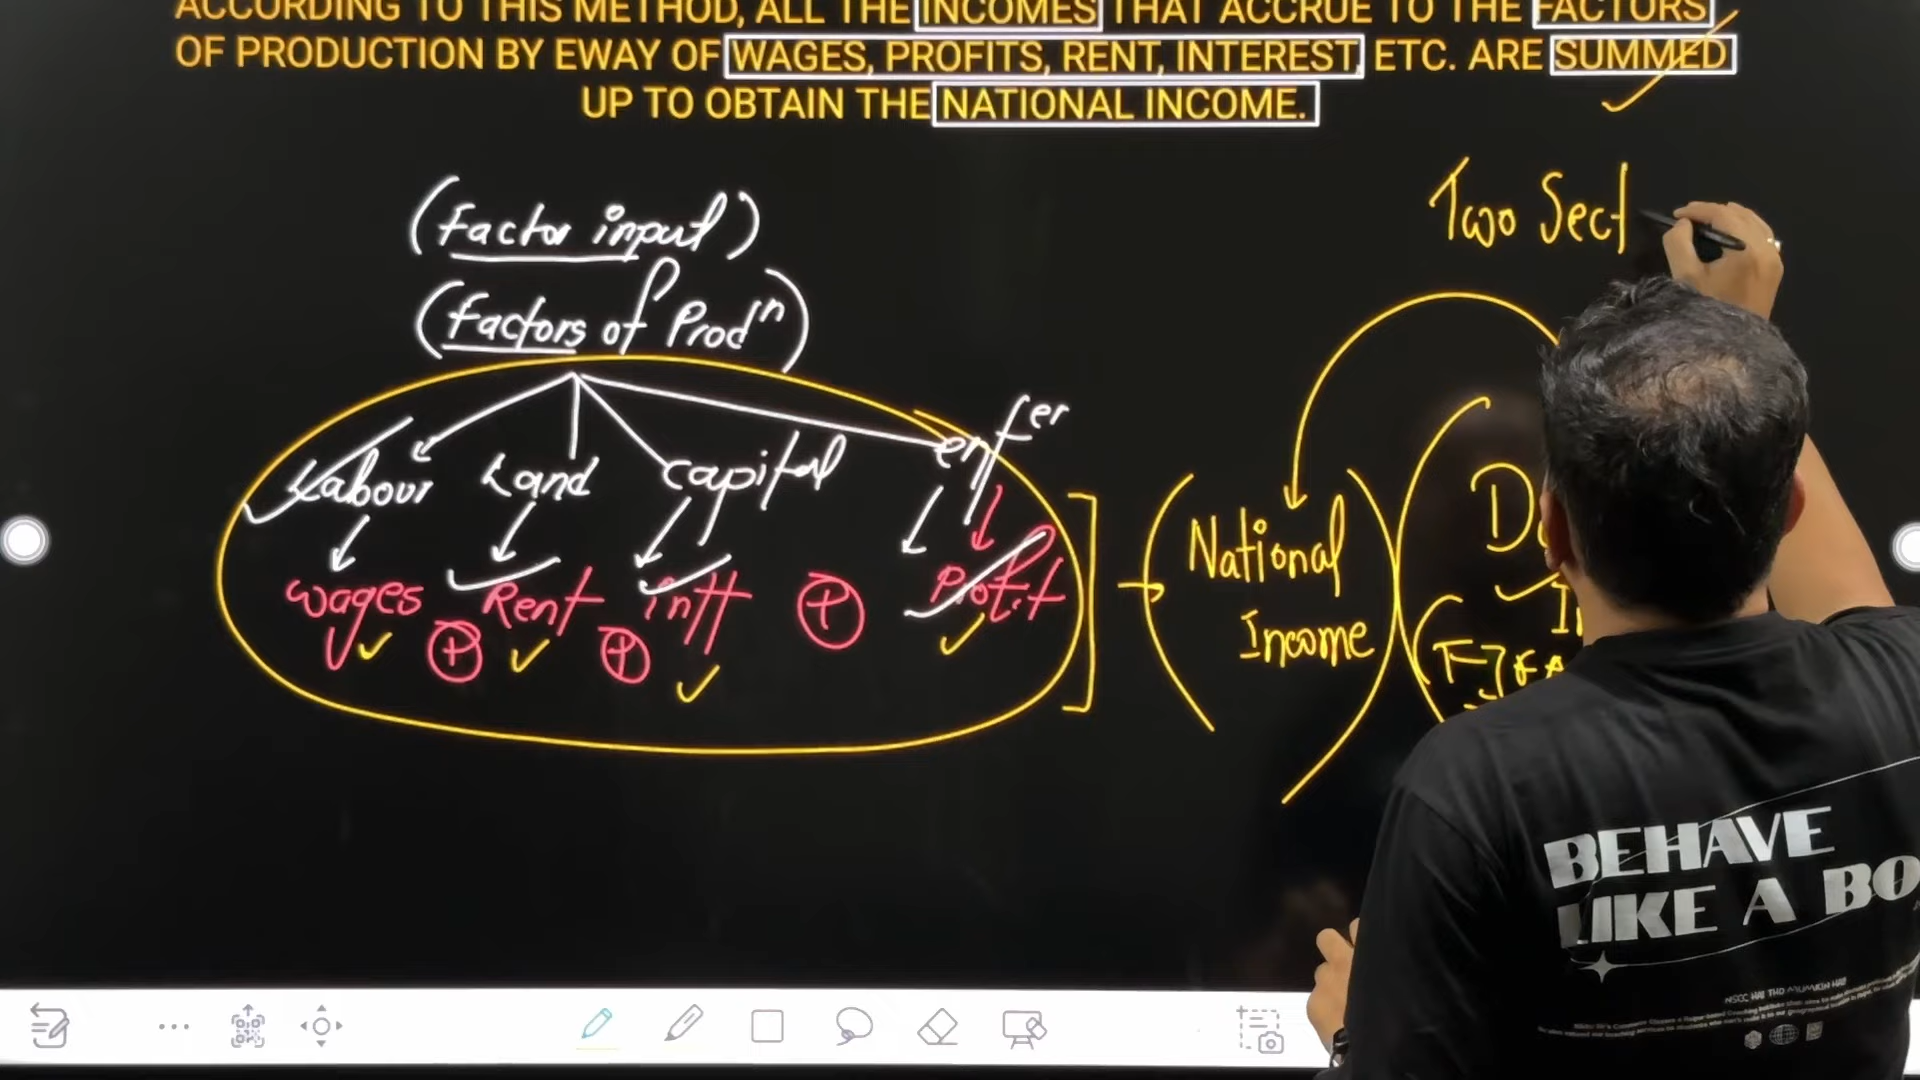 ACCORDING TO THIS METHOD, ALL THE INCOMES THAT ACCRUE TO THE FACTORS
OF PRODUCTION BY EWAY OF WAGES, PROFITS, RENT, INTEREST, ETC. ARE SUMMED
UP TO OBTAIN THE NATIONAL INCOME.
Two Sect
(Factor input)
(Factors of Prodⁿ)
Labour Land capital
wages + Rent + intt + Profit
National
Income
BEHAVE
LIKE A BO